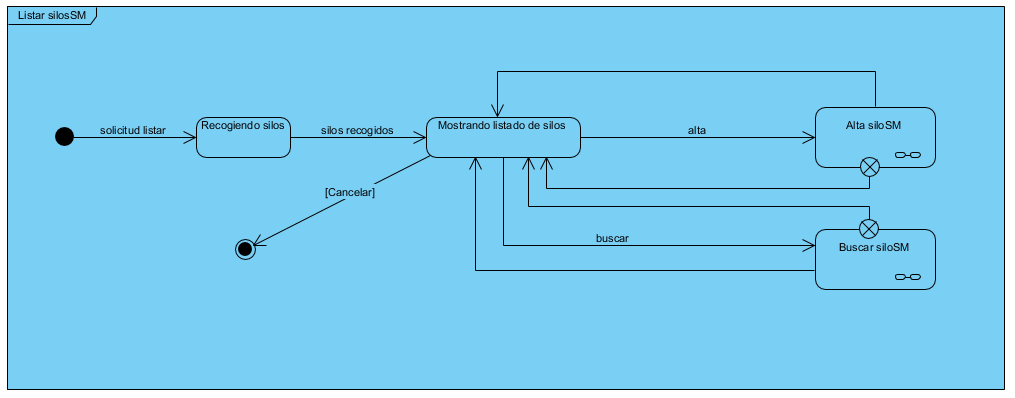 Listar silosSM
solicitud listar
Recogiendo silos
silos recogidos
Mostrando listado de silos
alta
Alta siloSM
[Cancelar]
buscar
Buscar siloSM